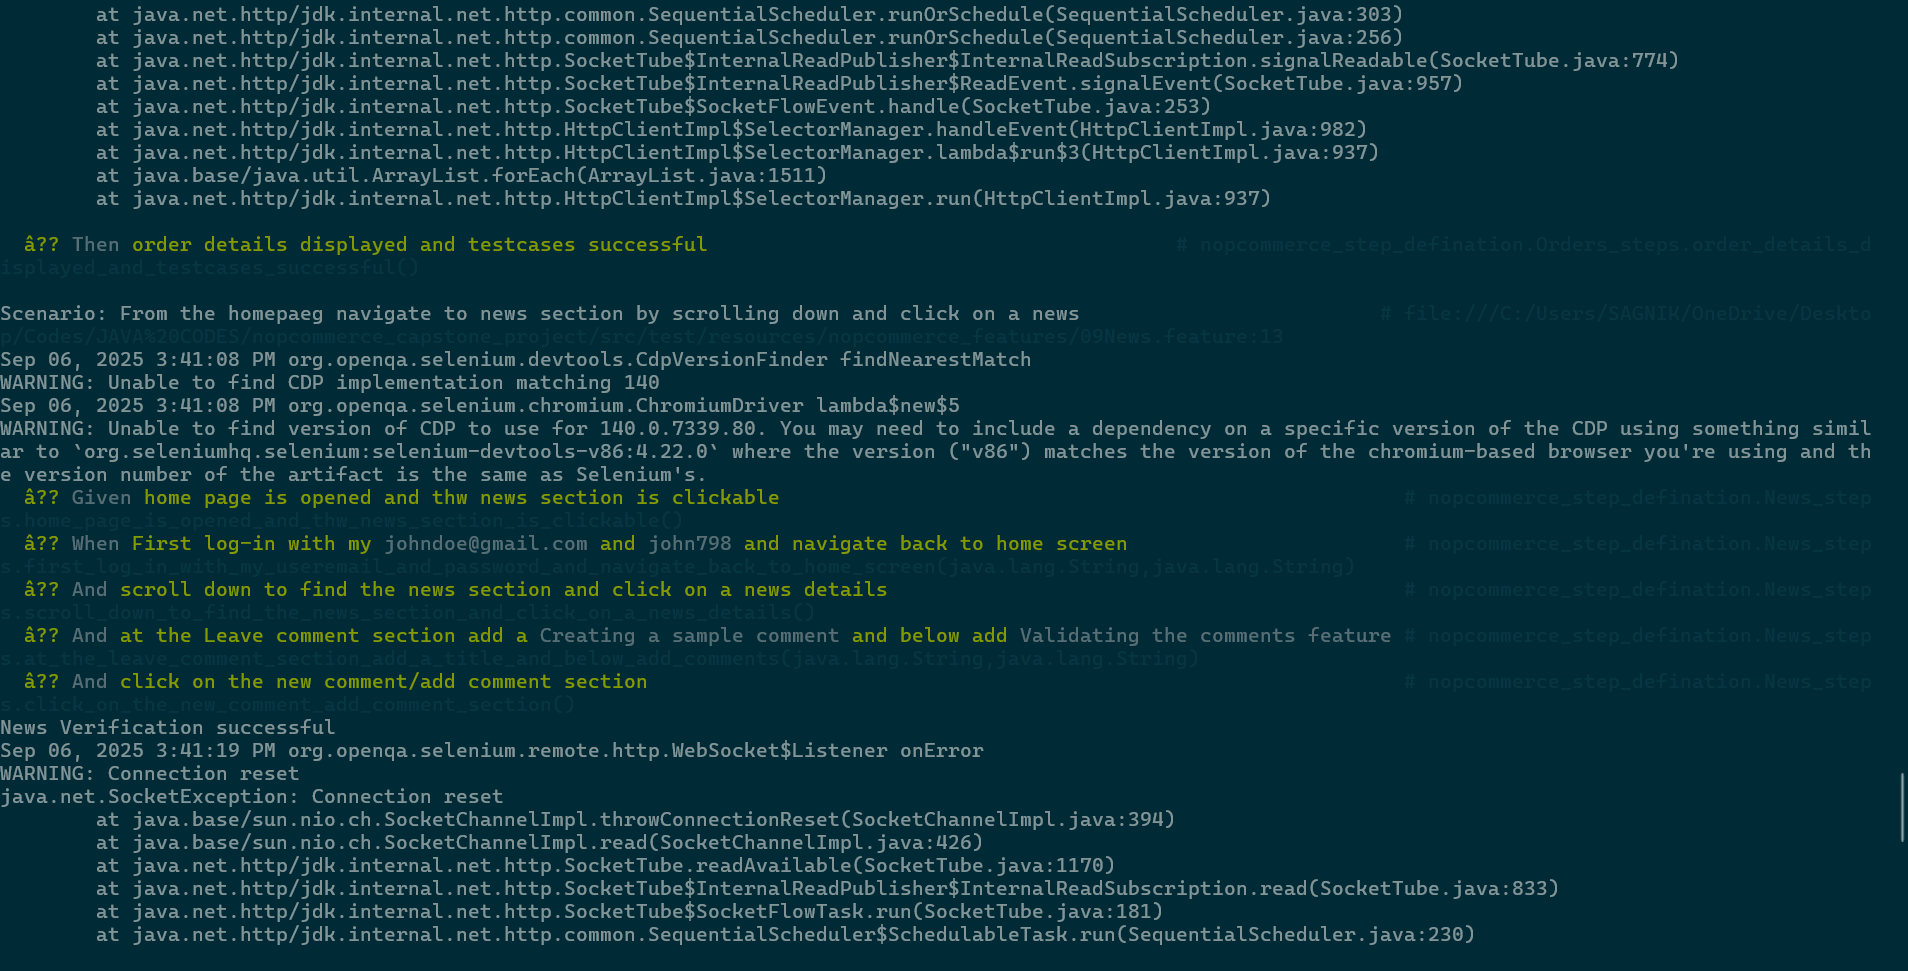 at java.net.http/jdk.internal.net.http.common.SequentialScheduler.runOrSchedule(SequentialScheduler.java:303)
at java.net.http/jdk.internal.net.http.common.SequentialScheduler.runOrSchedule(SequentialScheduler.java:256)
at java.net.http/jdk.internal.net.http.SocketTube$InternalReadPublisher$InternalReadSubscription.signalReadable(SocketTube.java:774)
at java.net.http/jdk.internal.net.http.SocketTube$InternalReadPublisher$ReadEvent.signalEvent(SocketTube.java:957)
at java.net.http/jdk.internal.net.http.SocketTube$SocketFlowEvent.handle(SocketTube.java:253)
at java.net.http/jdk.internal.net.http.HttpClientImpl$SelectorManager.handleEvent(HttpClientImpl.java:982)
at java.net.http/jdk.internal.net.http.HttpClientImpl$SelectorManager.lambda$run$3(HttpClientImpl.java:937)
at java.base/java.util.ArrayList.forEach(ArrayList.java:1511)
at java.net.http/jdk.internal.net.http.HttpClientImpl$SelectorManager.run(HttpClientImpl.java:937)
â?? Then order details displayed and testcases successful # nopcommerce_step_defination.Orders_steps.order_details_d
isplayed_and_testcases_successful()
Scenario: From the homepaeg navigate to news section by scrolling down and click on a news # file:///C:/Users/SAGNIK/OneDrive/Deskto
p/Codes/JAVA%20CODES/nopcommerce_capstone_project/src/test/resources/nopcommerce_features/09News.feature:13
Sep 06, 2025 3:41:08 PM org.openqa.selenium.devtools.CdpVersionFinder findNearestMatch
WARNING: Unable to find CDP implementation matching 140
Sep 06, 2025 3:41:08 PM org.openqa.selenium.chromium.ChromiumDriver lambda$new$5
WARNING: Unable to find version of CDP to use for 140.0.7339.80. You may need to include a dependency on a specific version of the CDP using something simil
ar to `org.seleniumhq.selenium:selenium-devtools-v86:4.22.0` where the version ("v86") matches the version of the chromium-based browser you're using and th
e version number of the artifact is the same as Selenium's.
â?? Given home page is opened and thw news section is clickable # nopcommerce_step_defination.News_step
s.home_page_is_opened_and_thw_news_section_is_clickable()
â?? When First log-in with my johndoe@gmail.com and john798 and navigate back to home screen # nopcommerce_step_defination.News_step
s.first_log_in_with_my_useremail_and_password_and_navigate_back_to_home_screen(java.lang.String,java.lang.String)
â?? And scroll down to find the news section and click on a news details # nopcommerce_step_defination.News_step
s.scroll_down_to_find_the_news_section_and_click_on_a_news_details()
â?? And at the Leave comment section add a Creating a sample comment and below add Validating the comments feature # nopcommerce_step_defination.News_step
s.at_the_leave_comment_section_add_a_title_and_below_add_comments(java.lang.String,java.lang.String)
â?? And click on the new comment/add comment section # nopcommerce_step_defination.News_step
s.click_on_the_new_comment_add_comment_section()
News Verification successful
Sep 06, 2025 3:41:19 PM org.openqa.selenium.remote.http.WebSocket$Listener onError
WARNING: Connection reset
java.net.SocketException: Connection reset
at java.base/sun.nio.ch.SocketChannelImpl.throwConnectionReset(SocketChannelImpl.java:394)
at java.base/sun.nio.ch.SocketChannelImpl.read(SocketChannelImpl.java:426)
at java.net.http/jdk.internal.net.http.SocketTube.readAvailable(SocketTube.java:1170)
at java.net.http/jdk.internal.net.http.SocketTube$InternalReadPublisher$InternalReadSubscription.read(SocketTube.java:833)
at java.net.http/jdk.internal.net.http.SocketTube$SocketFlowTask.run(SocketTube.java:181)
at java.net.http/jdk.internal.net.http.common.SequentialScheduler$SchedulableTask.run(SequentialScheduler.java:230)